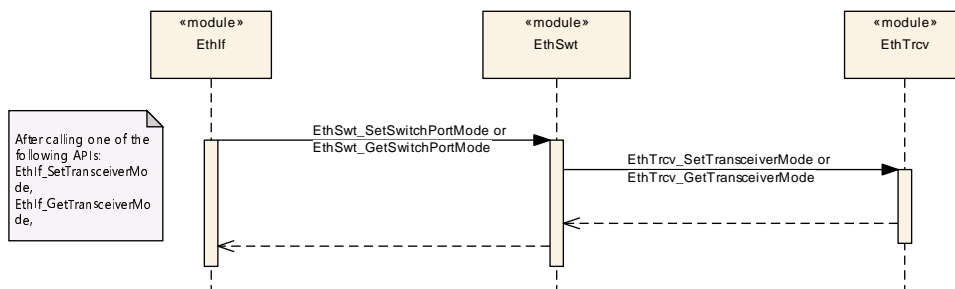 «module»
EthIf
«module»
EthSwt
«module»
EthTrcv
After calling one of the
following APIs:
EthIf_SetTransceiverMo
de,
EthIf_GetTransceiverMo
de,
EthSwt_SetSwitchPortMode or
EthSwt_GetSwitchPortMode
EthTrcv_SetTransceiverMode or
EthTrcv_GetTransceiverMode